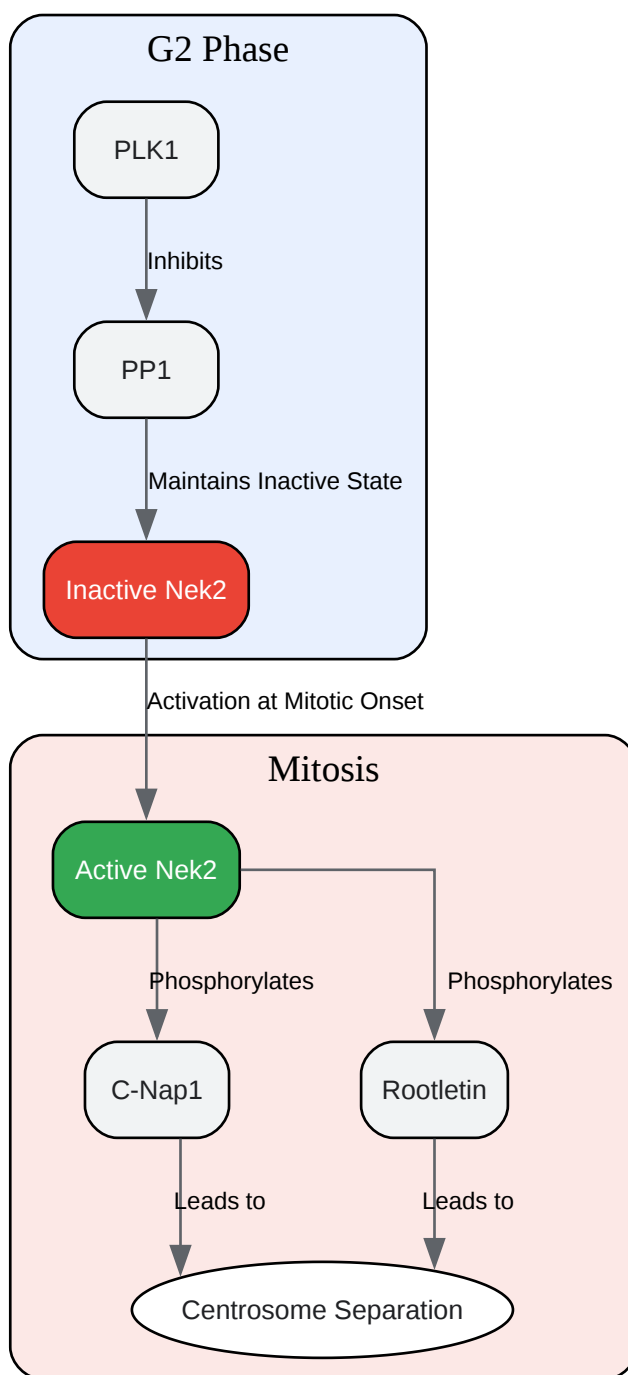 G2 Phase
PLK1
Inhibits
PP1
Maintains Inactive State
Inactive Nek2
Activation at Mitotic Onset
Mitosis
Active Nek2
Phosphorylates
Phosphorylates
C-Nap1
Rootletin
Leads to
Leads to
Centrosome Separation